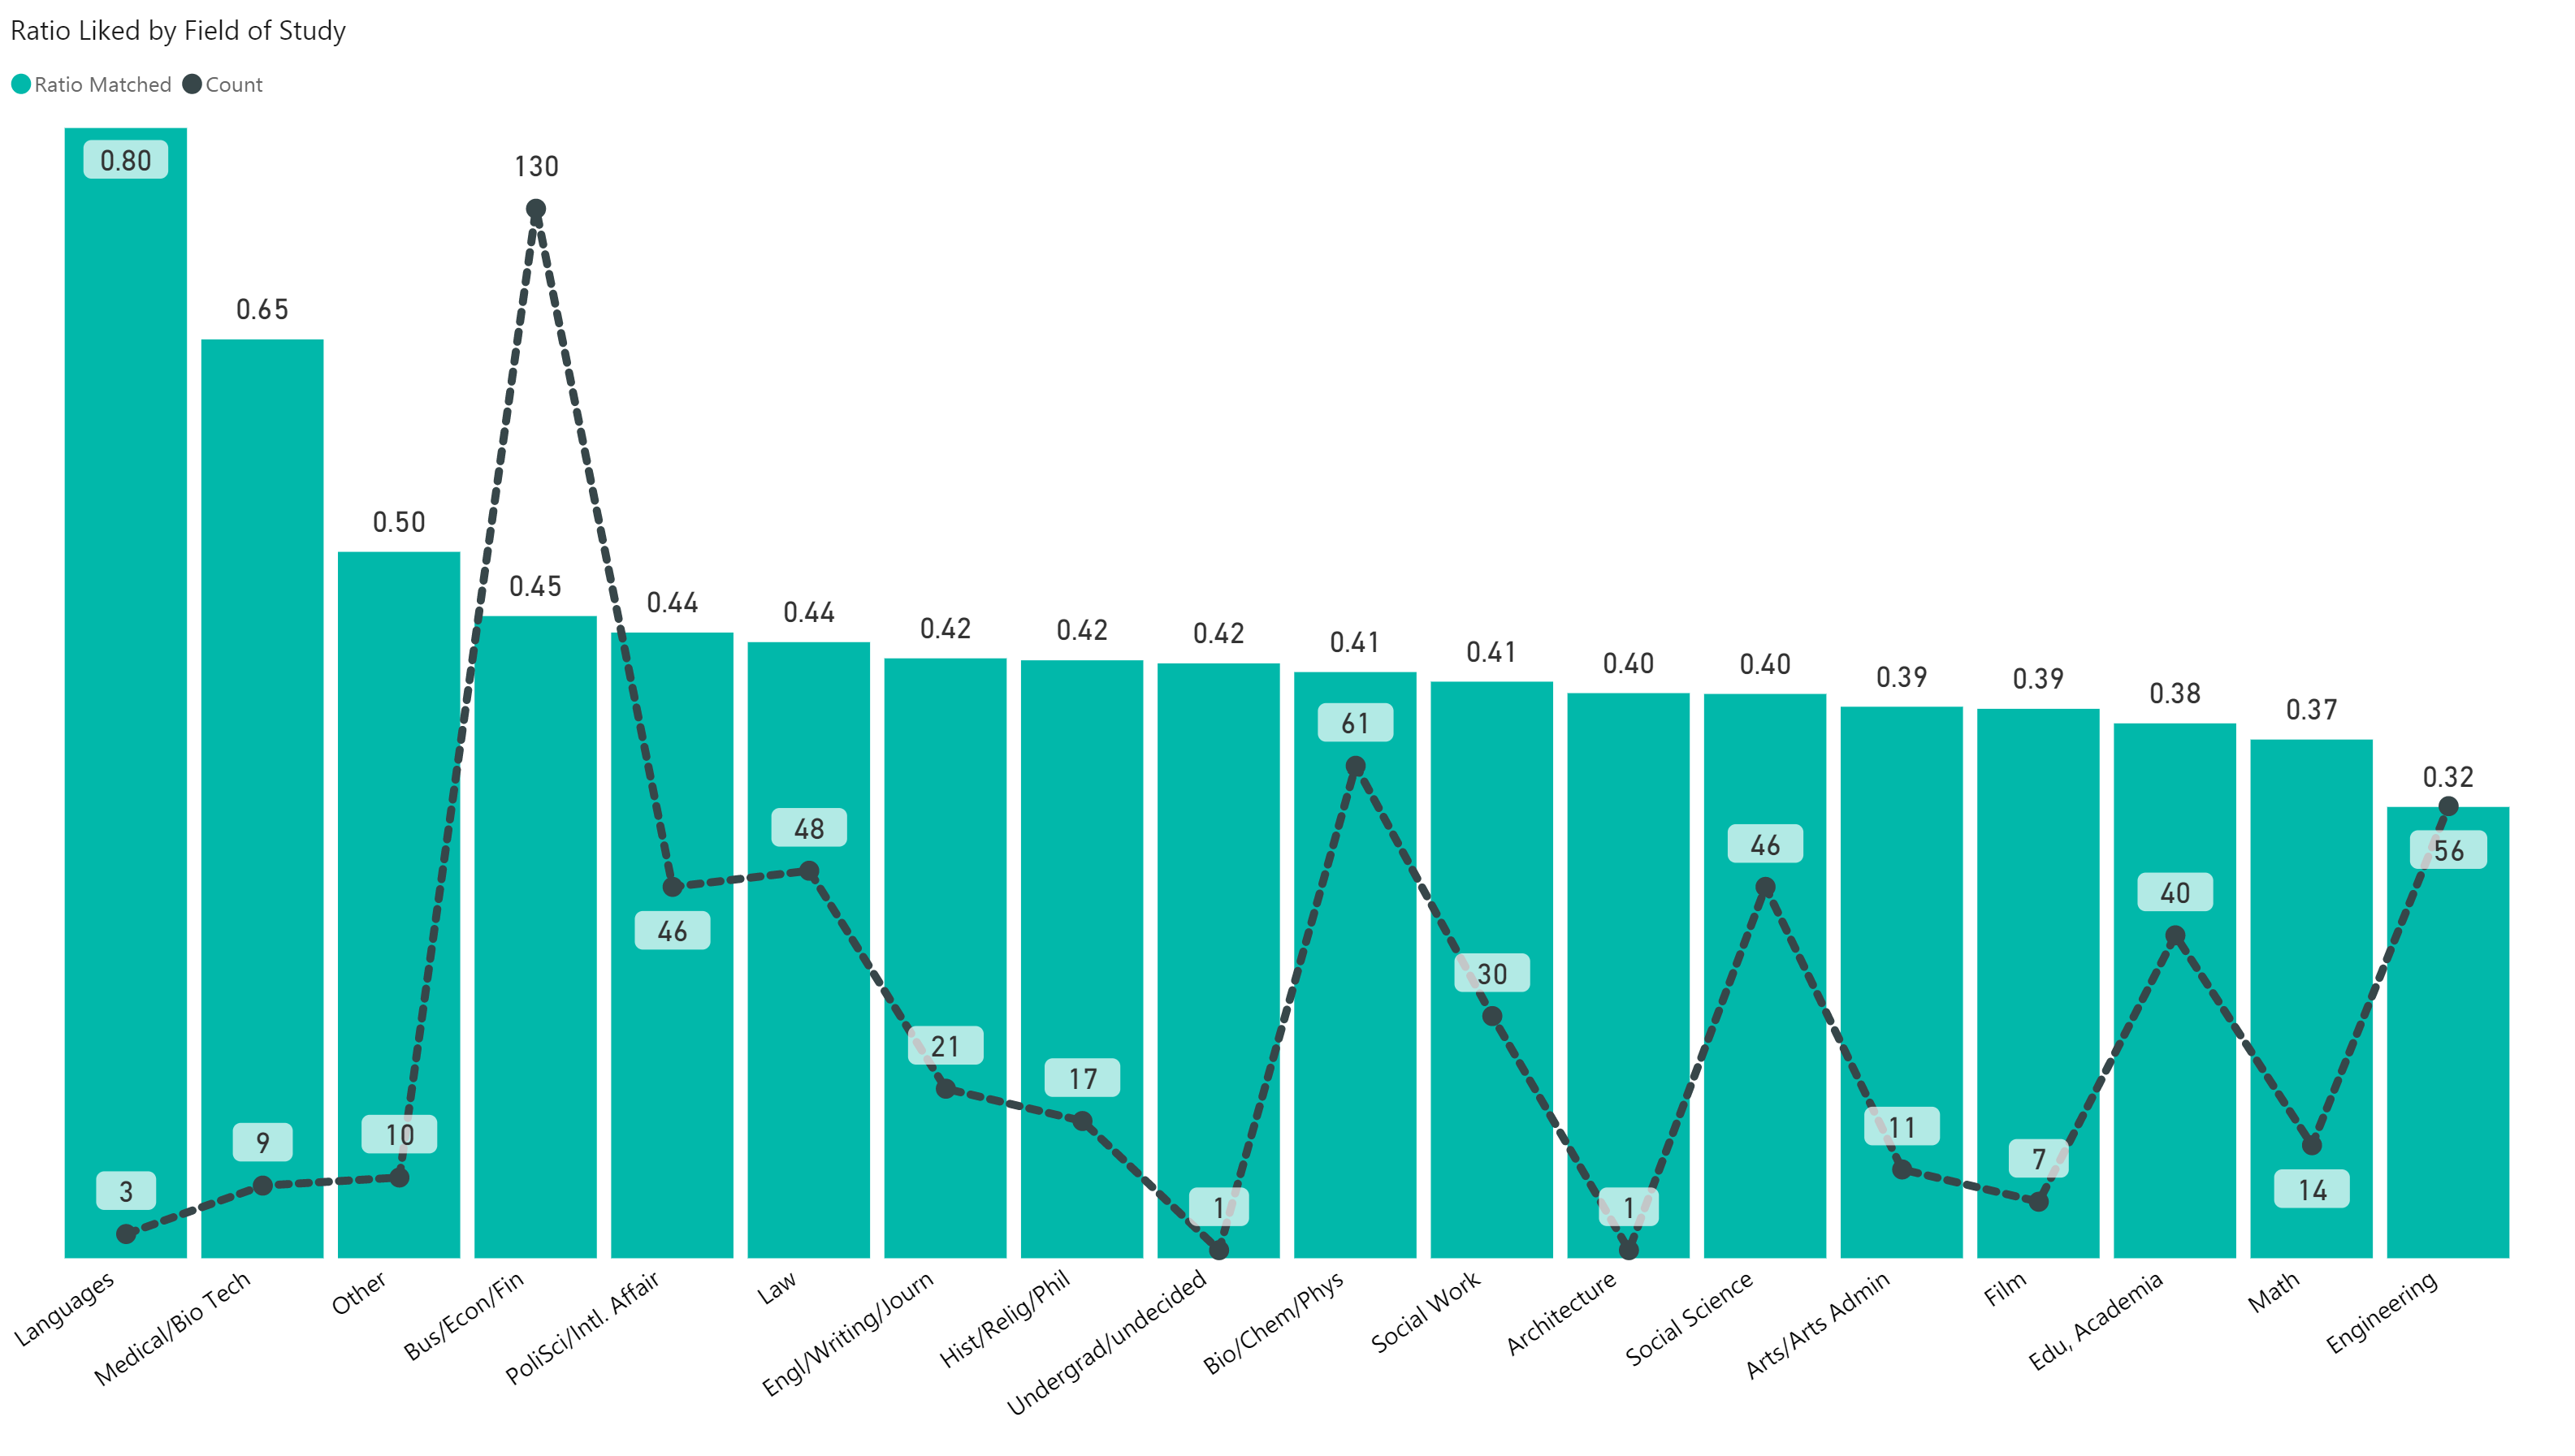 Ratio Liked by Field of Study
Ratio Matched Count
0.80
130
0.65
0.50
0.45
0.44
0.44
0.42
0.42
0.42
0.41
0.41
0.40
0.40
0.39
0.39
0.38
0.37
0.32
3
9
10
46
48
21
17
1
61
30
1
46
11
7
40
14
56
Languages
Medical/Bio Tech
Other
Bus/Econ/Fin
PoliSci/Intl. Affair
Law
Engl/Writing/Journ
Hist/Relig/Phil
Undergrad/undecided
Bio/Chem/Phys
Social Work
Architecture
Social Science
Arts/Arts Admin
Film
Edu, Academia
Math
Engineering